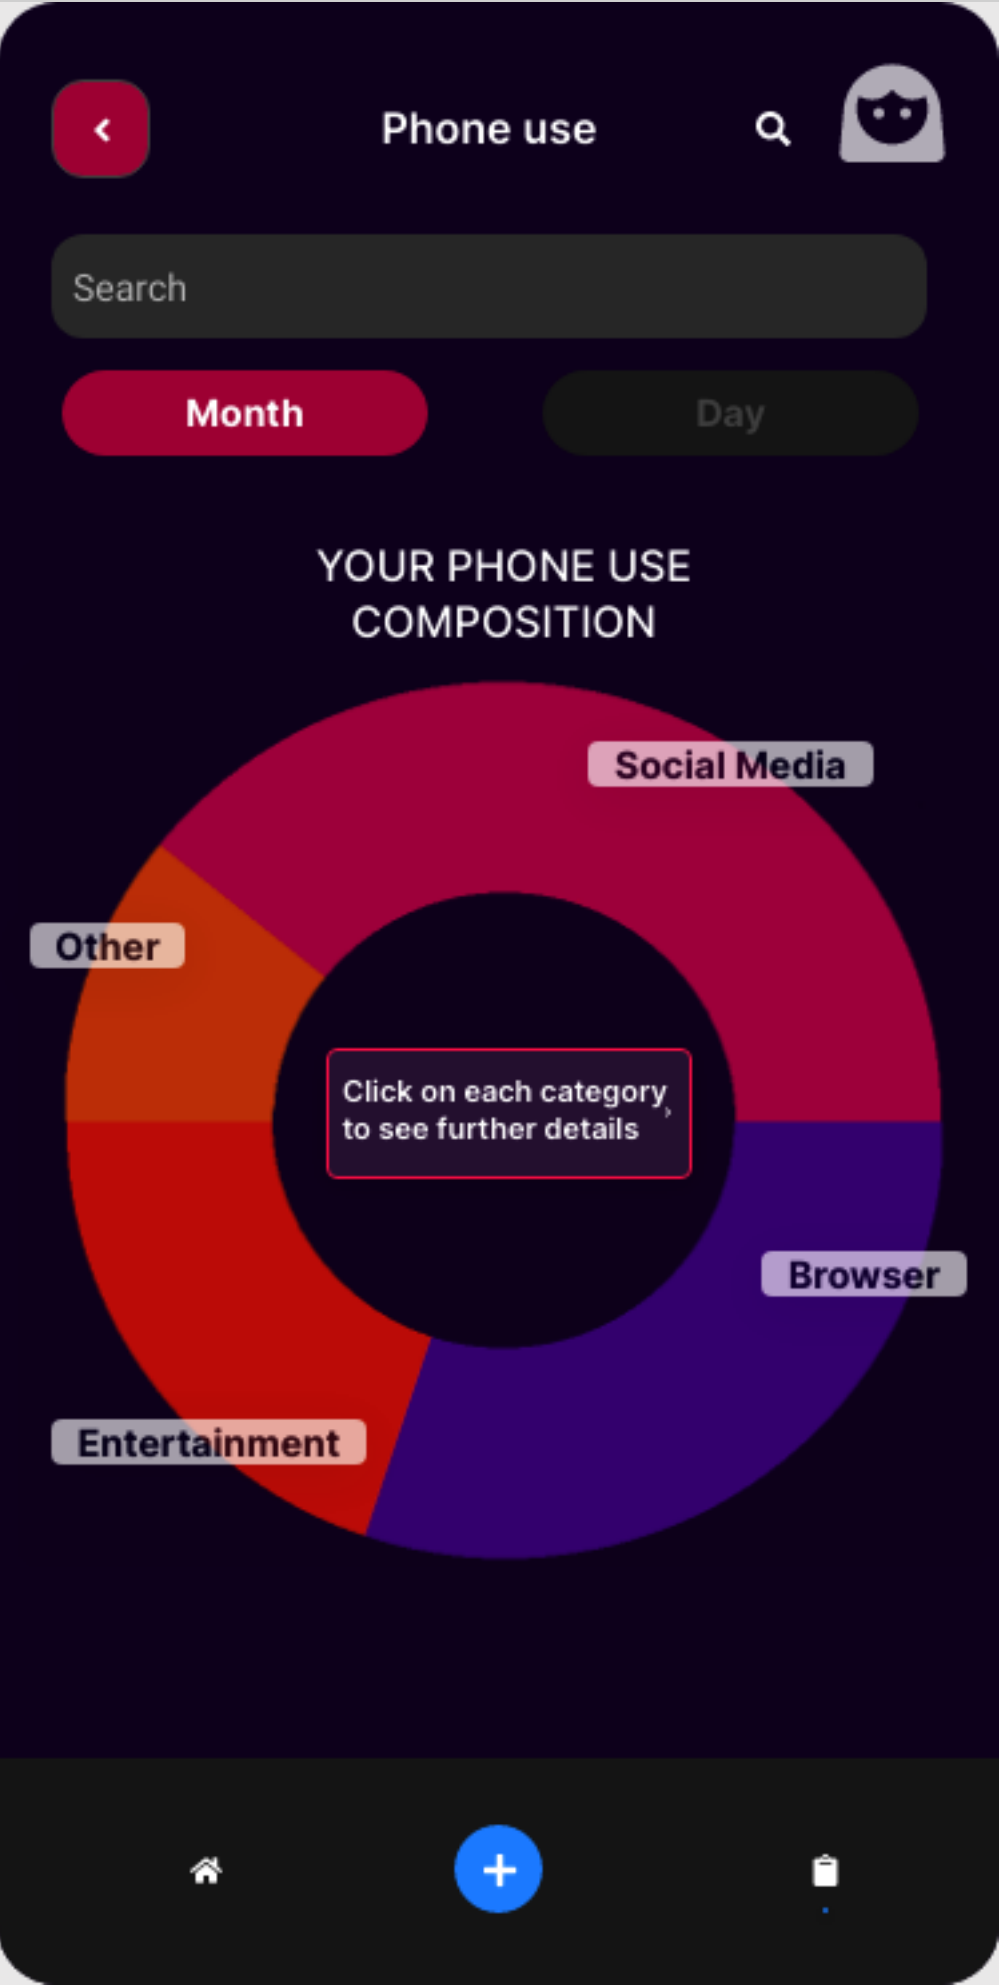 Phone use
Search
Month
Day
YOUR PHONE USE
COMPOSITION
Social Media
Other
Click on each category
to see further details
Browser
Entertainment